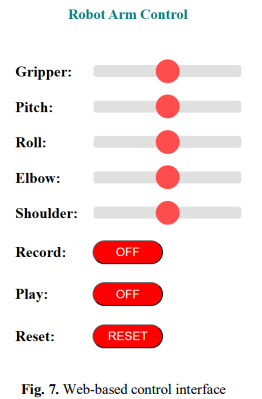 Robot Arm Control
Gripper:
Pitch:
Roll:
Elbow:
Shoulder:
Record: OFF
Play: OFF
Reset: RESET
Fig. 7. Web-based control interface